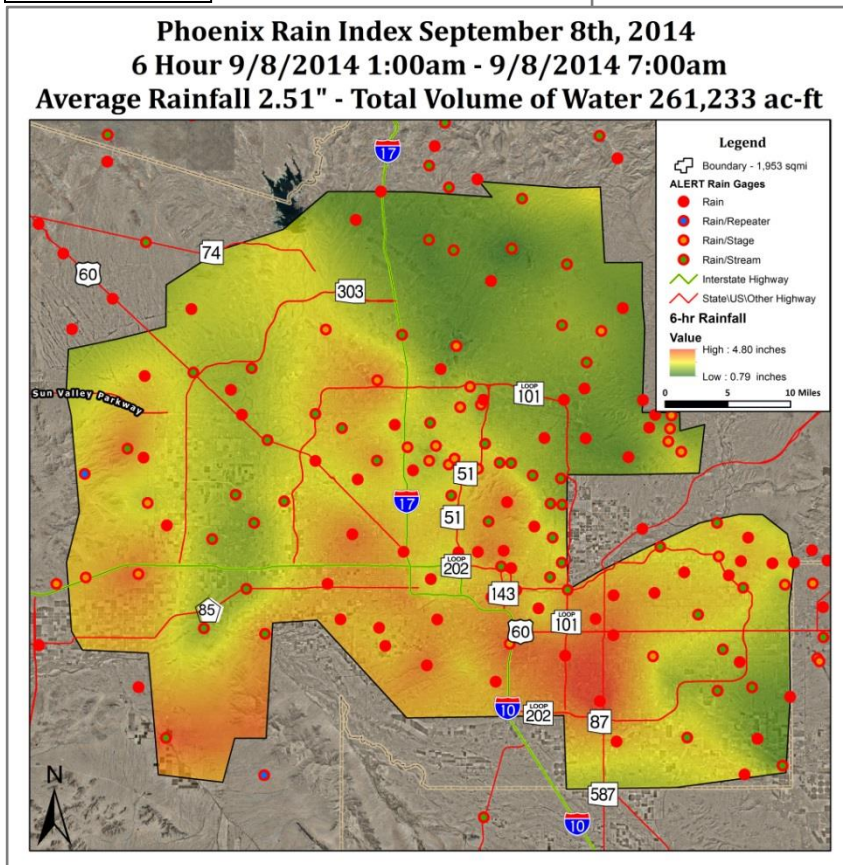 Phoenix Rain Index September 8th, 2014
6 Hour 9/8/2014 1:00am - 9/8/2014 7:00am
Average Rainfall 2.51" - Total Volume of Water 261,233 ac-ft
Legend
Boundary - 1,953 sqmi
ALERT Rain Gages
Rain
Rain/Repeater
Rain/Stage
Rain/Stream
Interstate Highway
State\US\Other Highway
6-hr Rainfall
Value
High : 4.80 inches
Low : 0.79 inches
0 5 10 Miles
17
74
60
303
Sun Valley Parkway
LOOP
101
51
17
51
LOOP
202
143
85
LOOP
101
60
10
LOOP
202
87
587
10
N